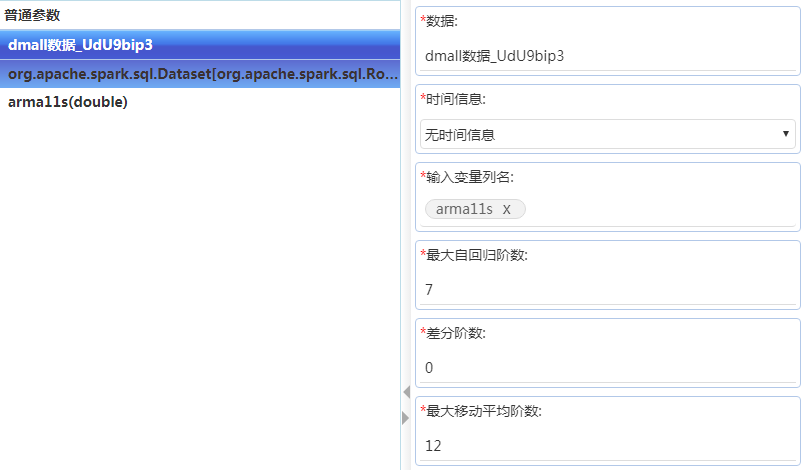 普通参数
dmall数据_UdU9bip3
org.apache.spark.sql.Dataset[org.apache.spark.sql.Ro...
arma11s(double)
*数据:
dmall数据_UdU9bip3
*时间信息:
无时间信息
*输入变量列名:
arma11s x
*最大自回归阶数:
7
*差分阶数:
0
*最大移动平均阶数:
12